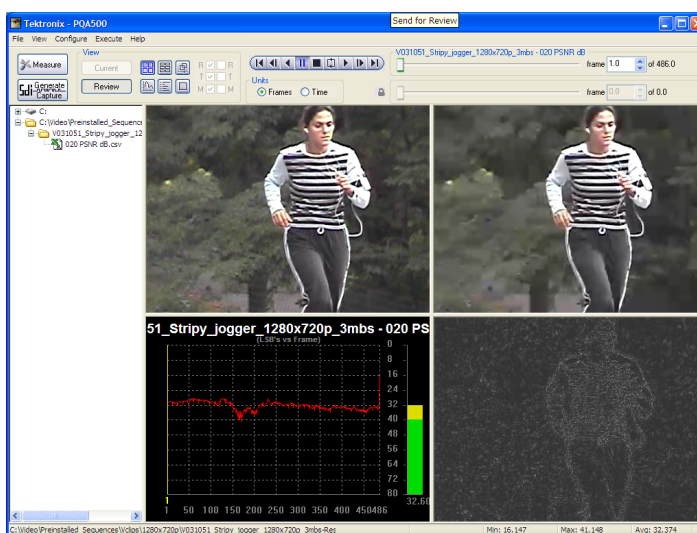 Tektronix - PQA500
Send for Review
File View Configure Execute Help
Measure
Generate
Capture
View
Current
Review
R R
T T
M M
Units
Frames Time
V031051_Stripy_jogger_1280x720p_3mbs - 020 PSNR dB
frame 1.0 of 486.0
frame 0.0 of 0.0
C:
C:\Video\Preinstalled_Sequence
V031051_Stripy_jogger_12
020 PSNR dB.csv
51_Stripy_jogger_1280x720p_3mbs - 020 PS
(LSB's vs Frame)
0
8
16
24
32
40
48
56
64
72
80
1
1 50 100 150 200 250 300 350 400 450 486
32.60
C:\Video\Preinstalled_Sequences\Vclips\1280x720p\V031051_Stripy_jogger_1280x720p_3mbs-Res
Min: 16.147 Max: 41.148 Avg: 32.374